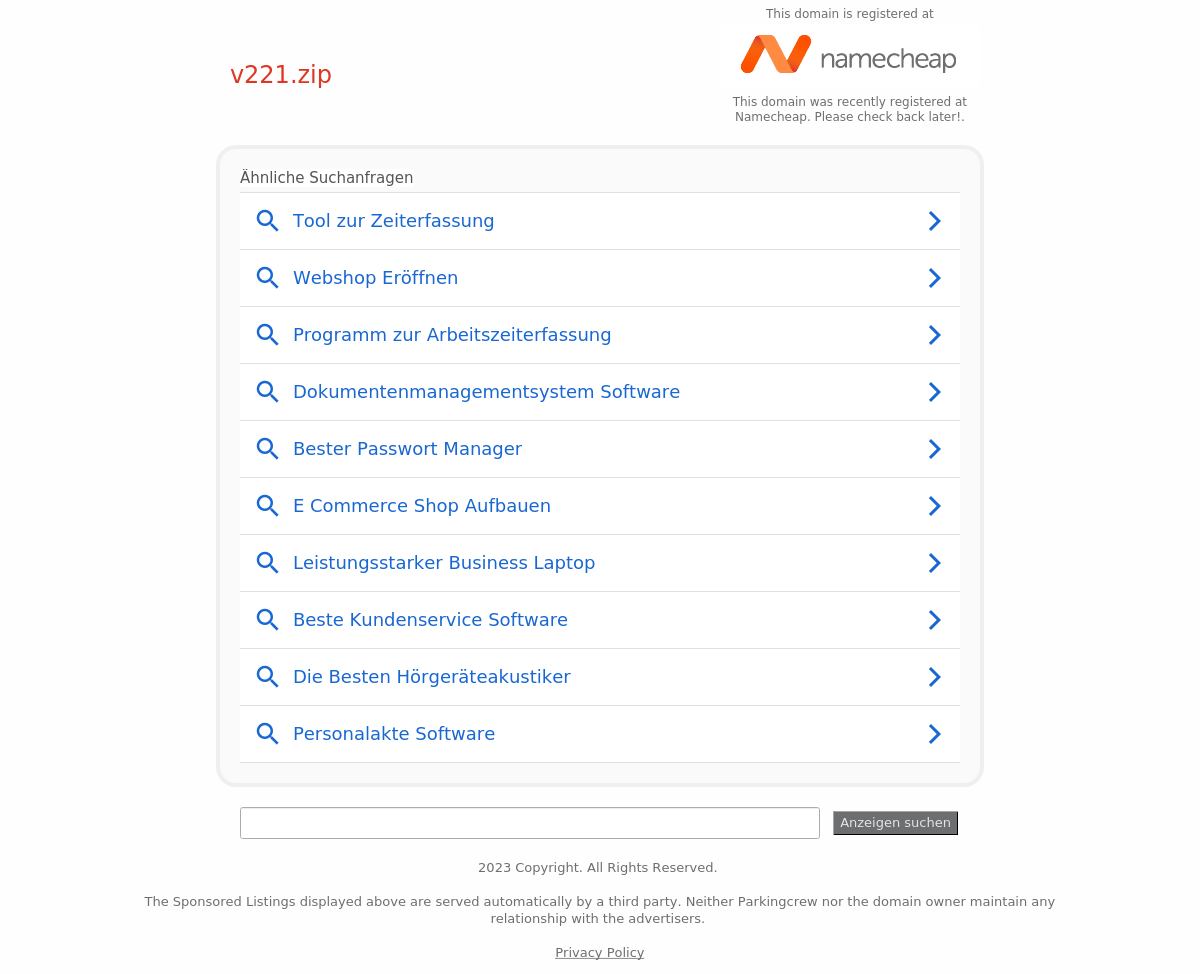 This domain is registered at
namecheap
v221.zip
This domain was recently registered at
Namecheap. Please check back later!.
Ähnliche Suchanfragen
Tool zur Zeiterfassung
Webshop Eröffnen
Programm zur Arbeitszeiterfassung
Dokumentenmanagementsystem Software
Bester Passwort Manager
E Commerce Shop Aufbauen
Leistungsstarker Business Laptop
Beste Kundenservice Software
Die Besten Hörgeräteakustiker
Personalakte Software
Anzeigen suchen
2023 Copyright. All Rights Reserved.
The Sponsored Listings displayed above are served automatically by a third party. Neither Parkingcrew nor the domain owner maintain any
relationship with the advertisers.
Privacy Policy